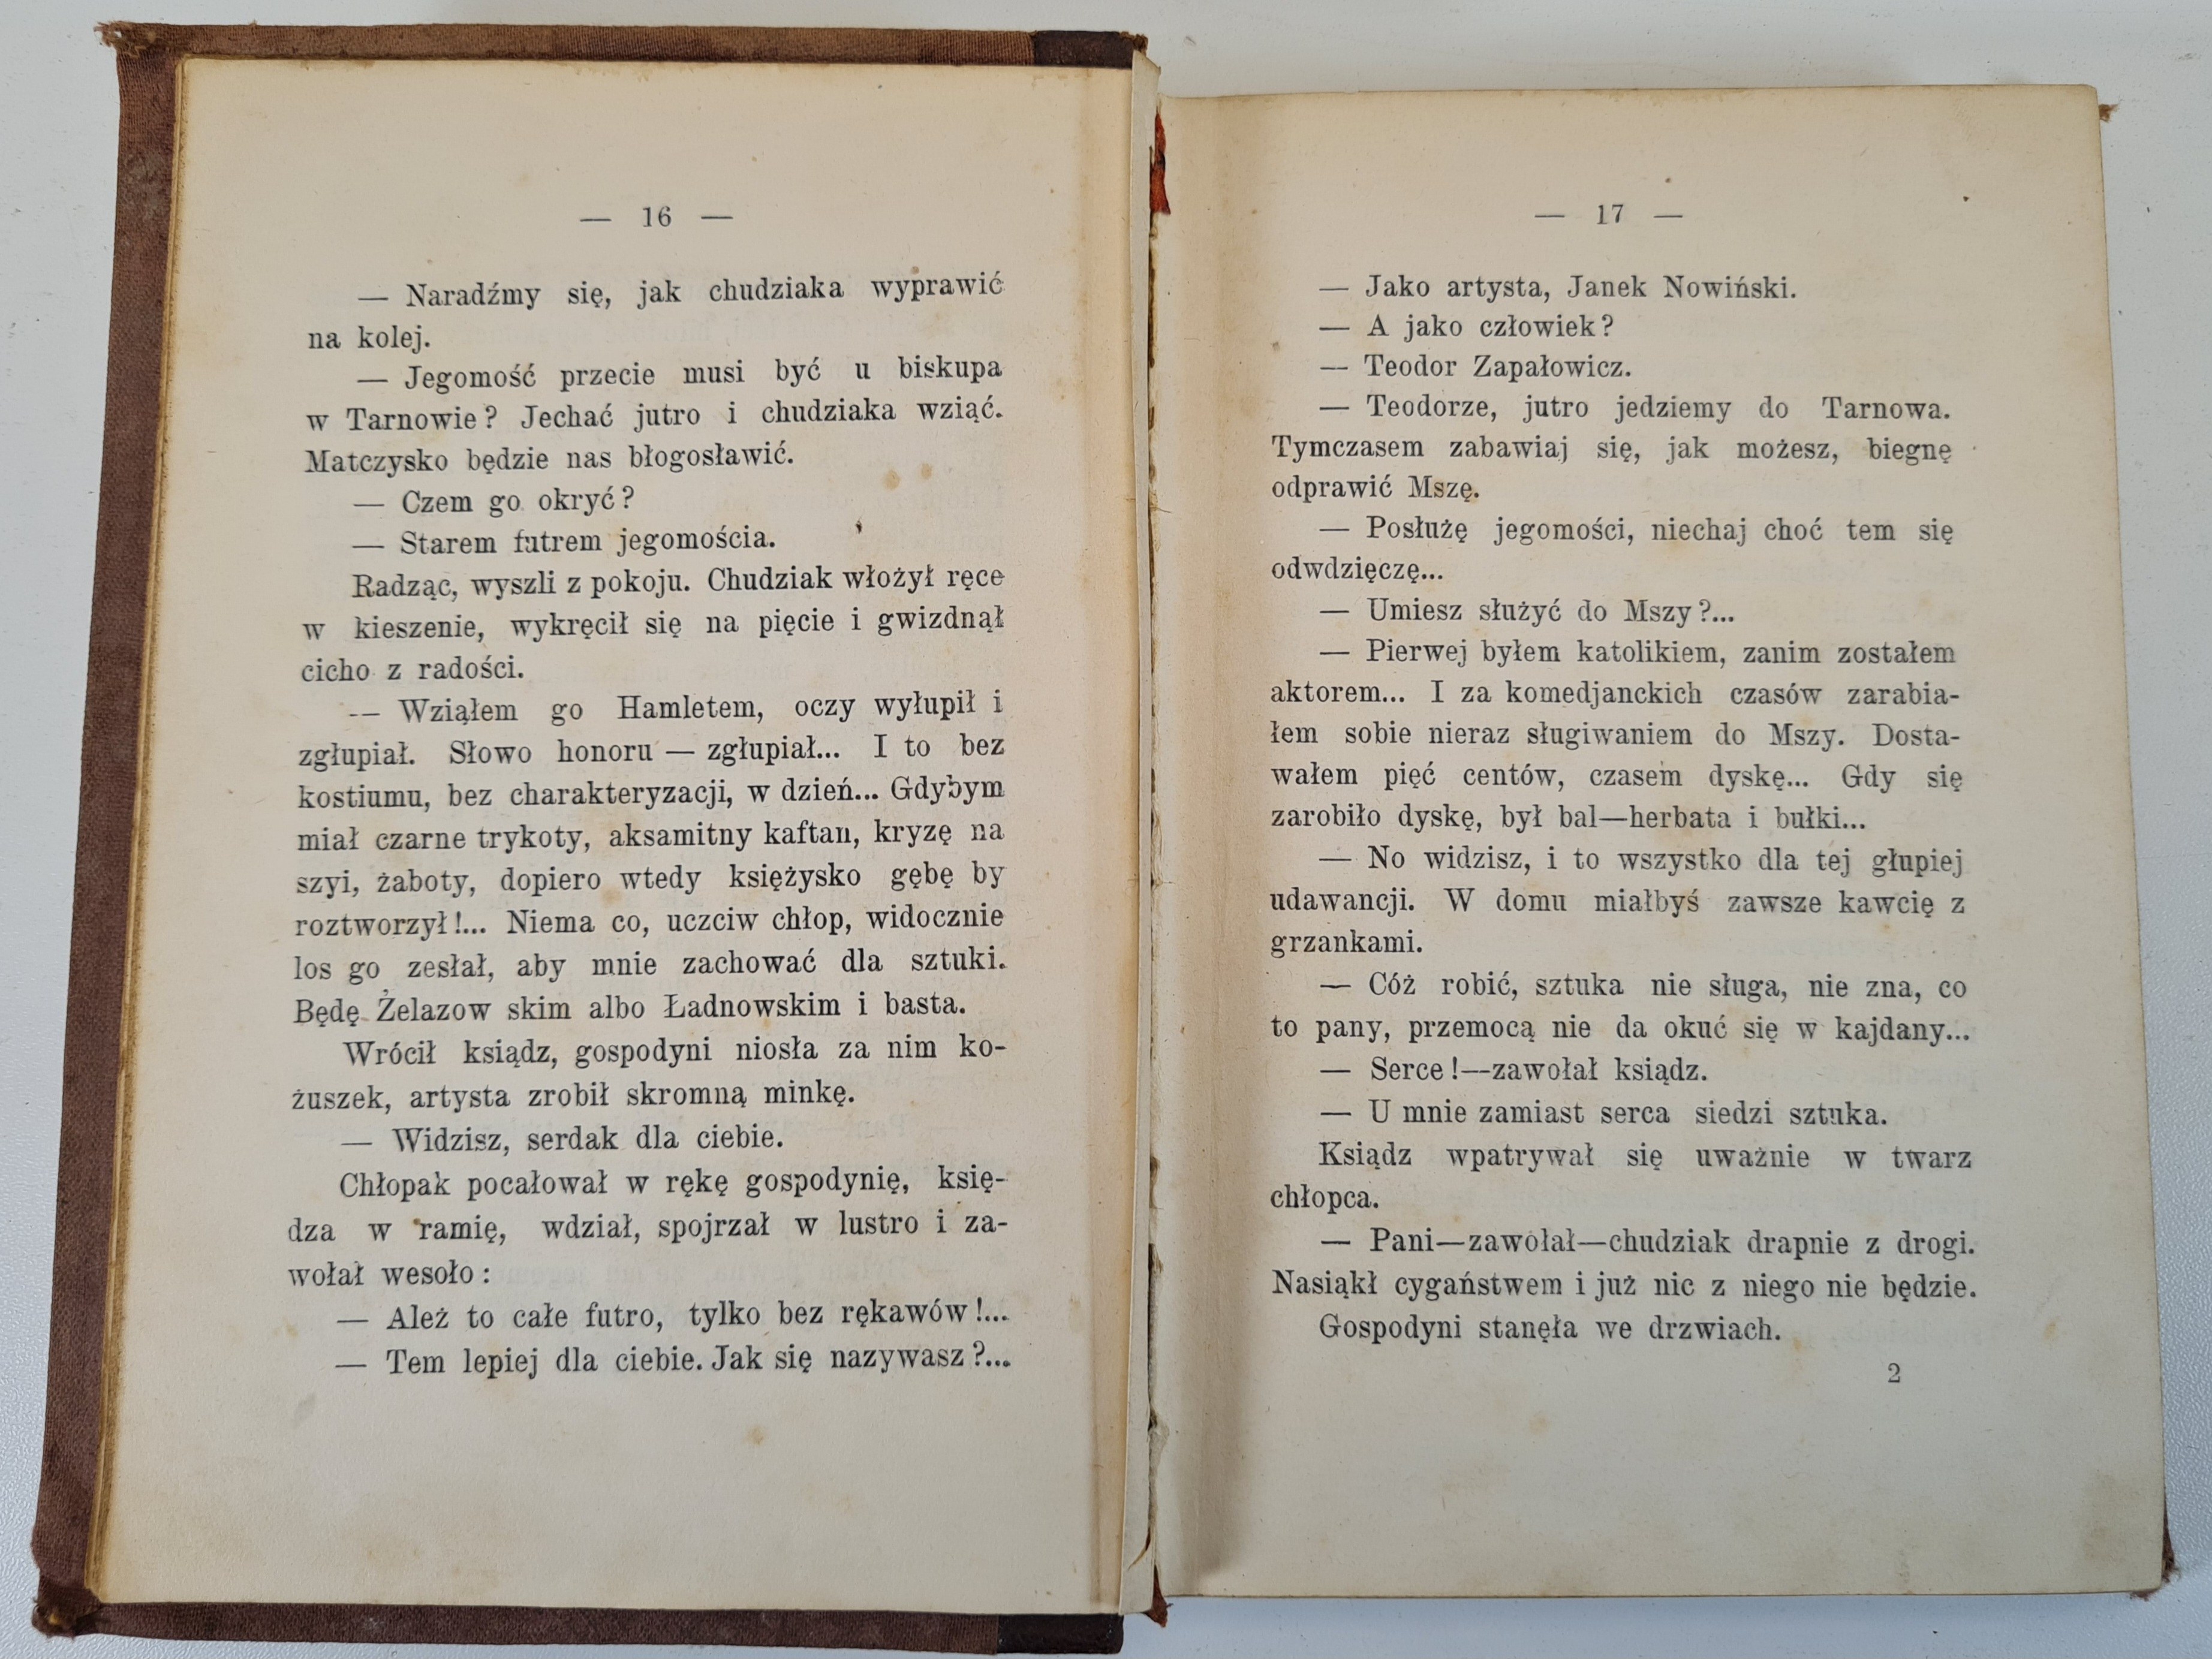 — 16 —
— Naradźmy się, jak chudziaka wyprawić
na kolej.
— Jegomość przecie musi być u biskupa
w Tarnowie? Jechać jutro i chudziaka wziąć.
Matczysko będzie nas błogosławić.
— Czem go okryć?
— Starem futrem jegomościa.
Radząc, wyszli z pokoju. Chudziak włożył ręce
w kieszenie, wykręcił się na pięcie i gwizdnął
cicho z radości.
— Wziąłem go Hamletem, oczy wyłupił i
zgłupiał. Słowo honoru — zgłupiał... I to bez
kostiumu, bez charakteryzacji, w dzień... Gdybym
miał czarne trykoty, aksamitny kaftan, kryzę na
szyi, żaboty, dopiero wtedy księżysko gębę by
roztworzył!... Niema co, uczciw chłop, widocznie
los go zesłał, aby mnie zachować dla sztuki.
Będę Żelazow skim albo Ładnowskim i basta.
Wrócił ksiądz, gospodyni niosła za nim ko-
żuszek, artysta zrobił skromną minkę.
— Widzisz, serdak dla ciebie.
Chłopak pocałował w rękę gospodynię, księ-
dza w ramię, wdział, spojrzał w lustro i za-
wołał wesoło:
— Ależ to całe futro, tylko bez rękawów!...
— Tem lepiej dla ciebie. Jak się nazywasz?...
— 17 —
— Jako artysta, Janek Nowiński.
— A jako człowiek?
— Teodor Zapałowicz.
— Teodorze, jutro jedziemy do Tarnowa.
Tymczasem zabawiaj się, jak możesz, biegnę
odprawić Mszę.
— Posłużę jegomości, niechaj choć tem się
odwdzięczę...
— Umiesz służyć do Mszy?...
— Pierwej byłem katolikiem, zanim zostałem
aktorem... I za komedjanckich czasów zarabia-
łem sobie nieraz sługiwaniem do Mszy. Dosta-
wałem pięć centów, czasem dyskę... Gdy się
zarobiło dyskę, był bal—herbata i bułki...
— No widzisz, i to wszystko dla tej głupiej
udawancji. W domu miałbyś zawsze kawcię z
grzankami.
— Cóż robić, sztuka nie sługa, nie zna, co
to pany, przemocą nie da okuć się w kajdany...
— Serce!—zawołał ksiądz.
— U mnie zamiast serca siedzi sztuka.
Ksiądz wpatrywał się uważnie w twarz
chłopca.
— Pani—zawołał—chudziak drapnie z drogi.
Nasiąkł cygaństwem i już nic z niego nie będzie.
Gospodyni stanęła we drzwiach.
2